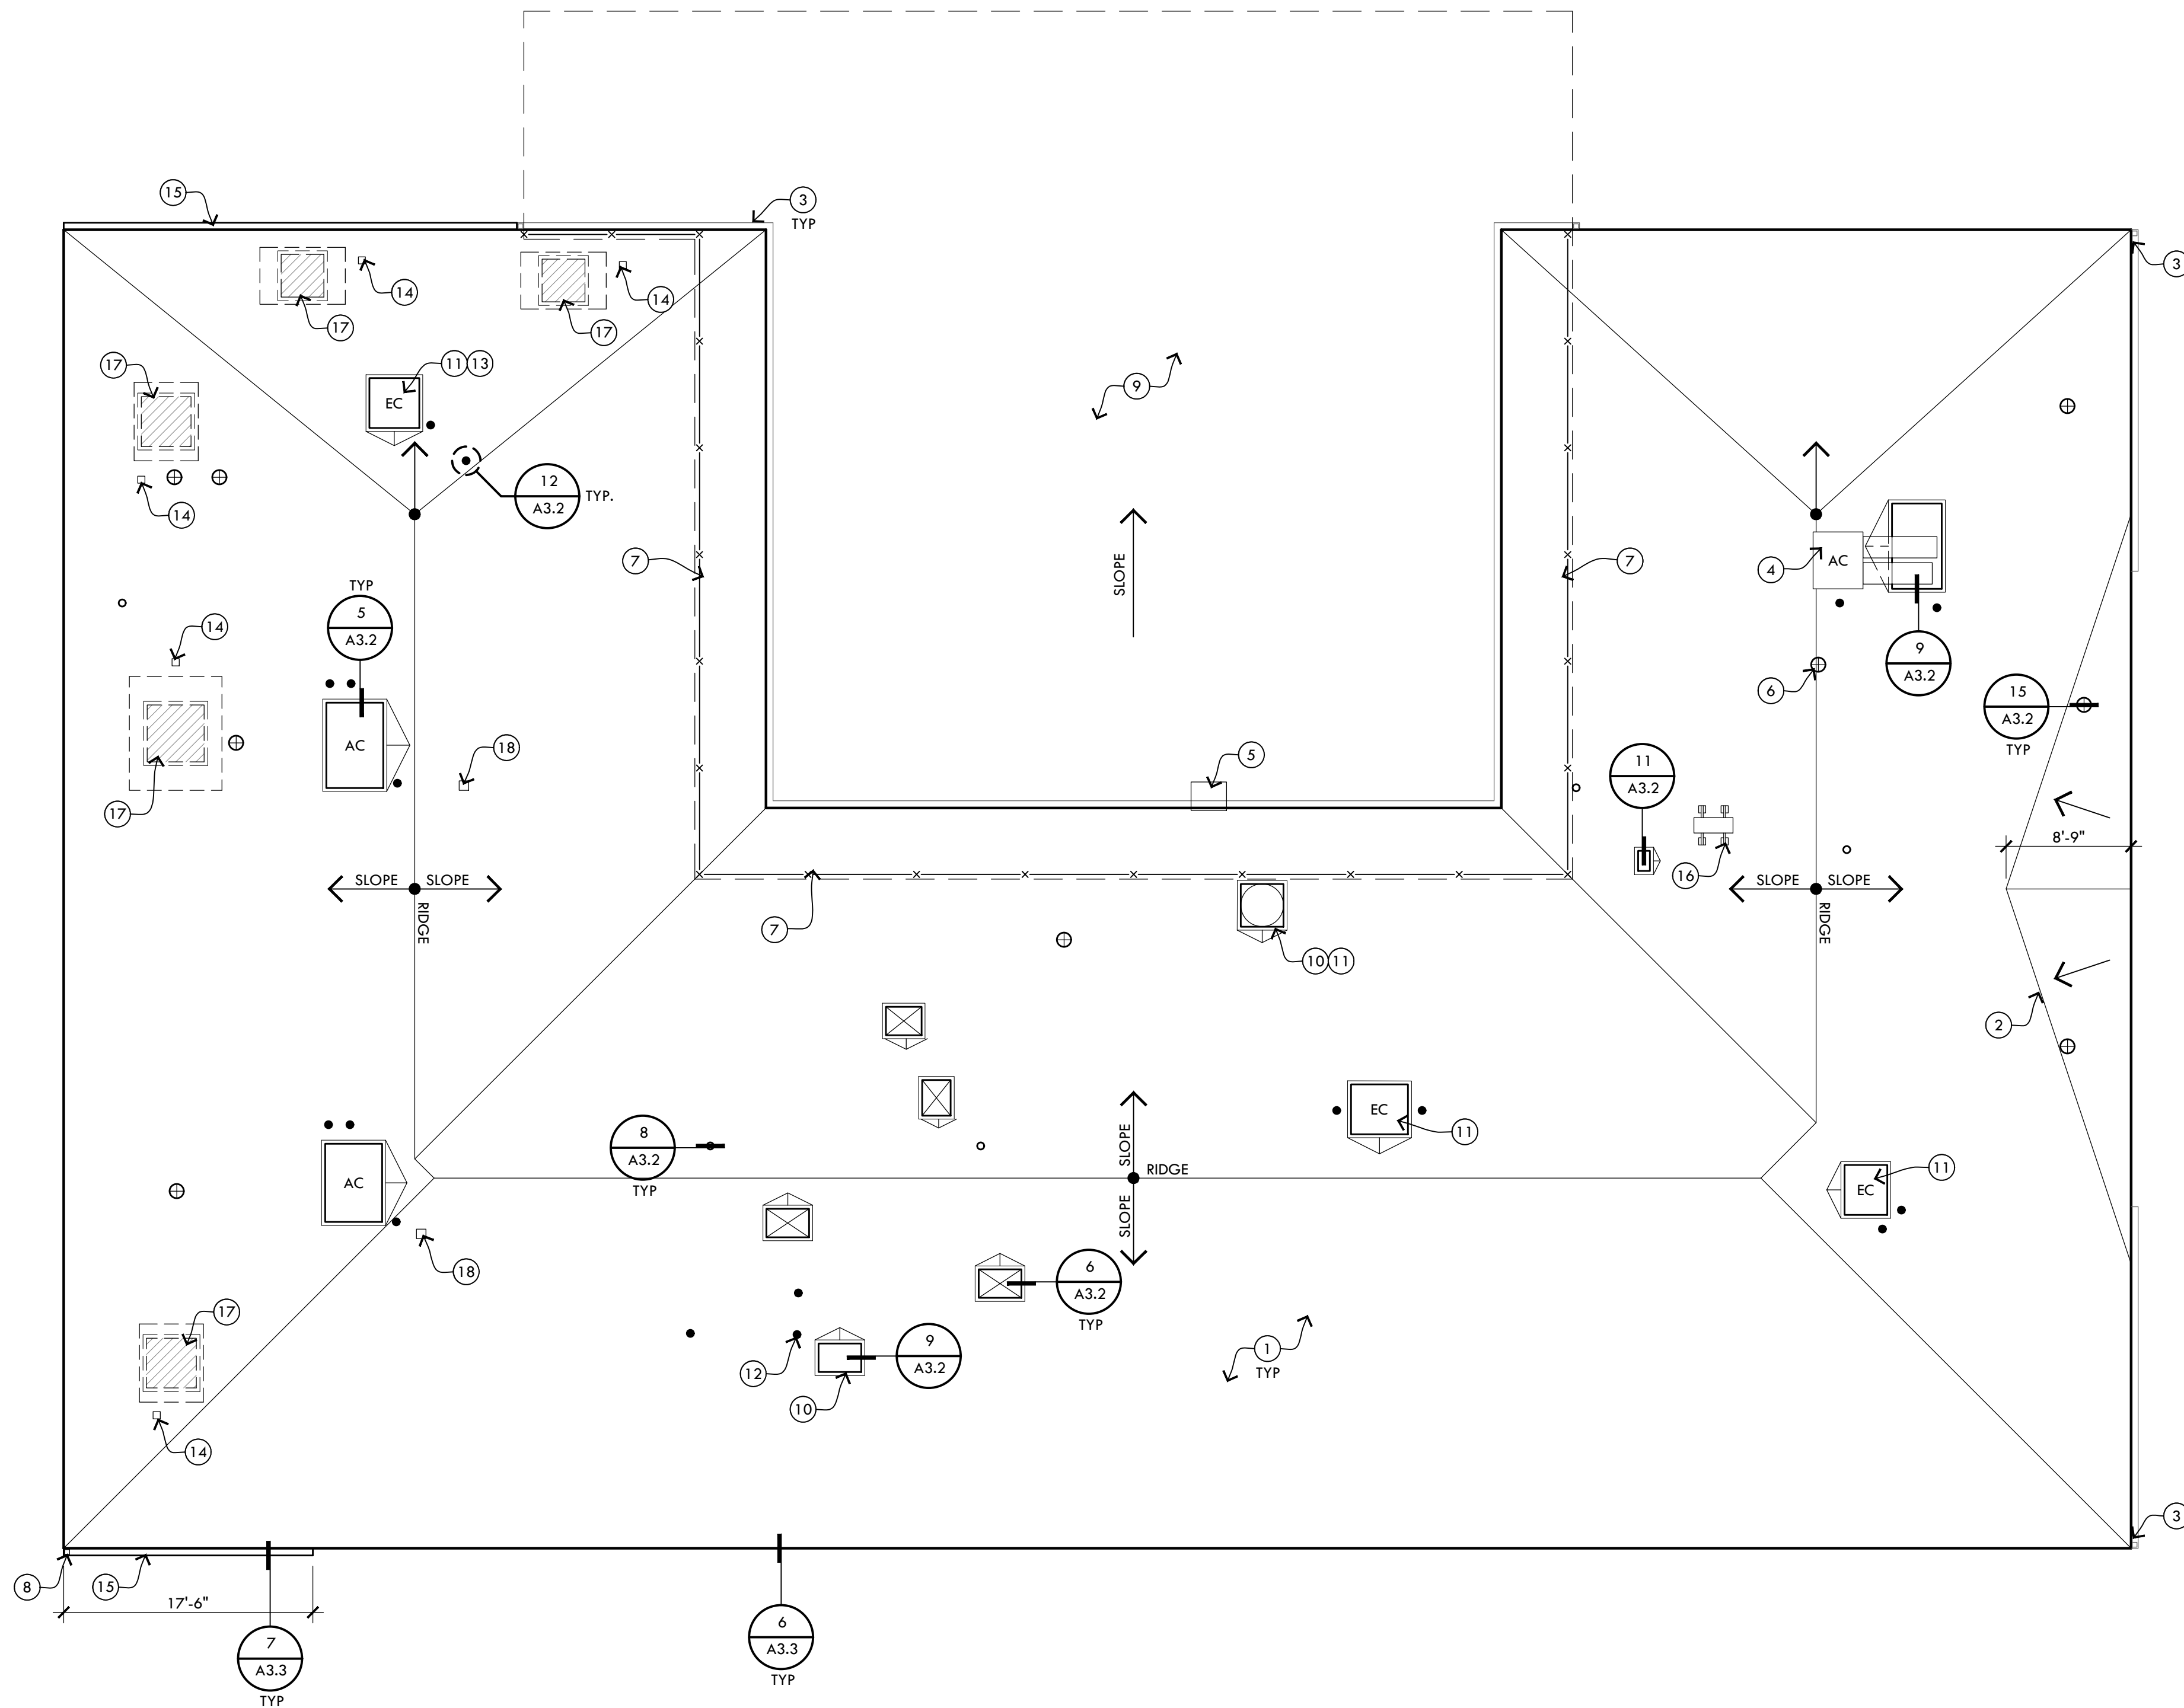 15
3
TYP
3
14
14
17
17
17
11 13
9
EC
12
A3.2
TYP.
14
SLOPE
7
7
4
AC
TYP
5
A3.2
14
9
A3.2
6
15
A3.2
TYP
AC
18
5
11
A3.2
17
8'-9"
16
SLOPE SLOPE
RIDGE
SLOPE SLOPE
RIDGE
7
10 11
2
EC
11
8
A3.2
TYP
SLOPE
RIDGE
SLOPE
AC
11
EC
18
6
A3.2
TYP
17
12
9
A3.2
10
1
TYP
14
3
8
15
17'-6"
7
A3.3
TYP
6
A3.3
TYP